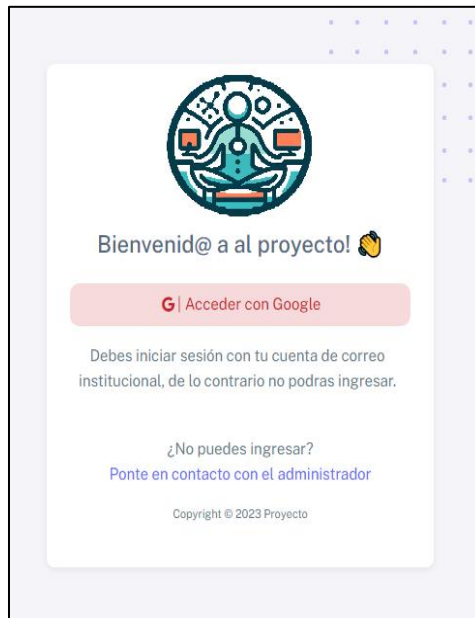 Bienvenid@ a al proyecto! 👋
G | Acceder con Google
Debes iniciar sesión con tu cuenta de correo
institucional, de lo contrario no podras ingresar.
¿No puedes ingresar?
Ponte en contacto con el administrador
Copyright © 2023 Proyecto